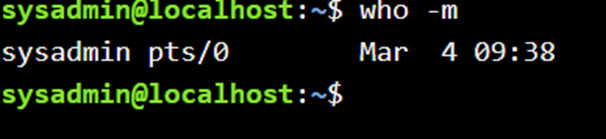 sysadmin@localhost:~$ who -m
sysadmin pts/0        Mar  4 09:38
sysadmin@localhost:~$